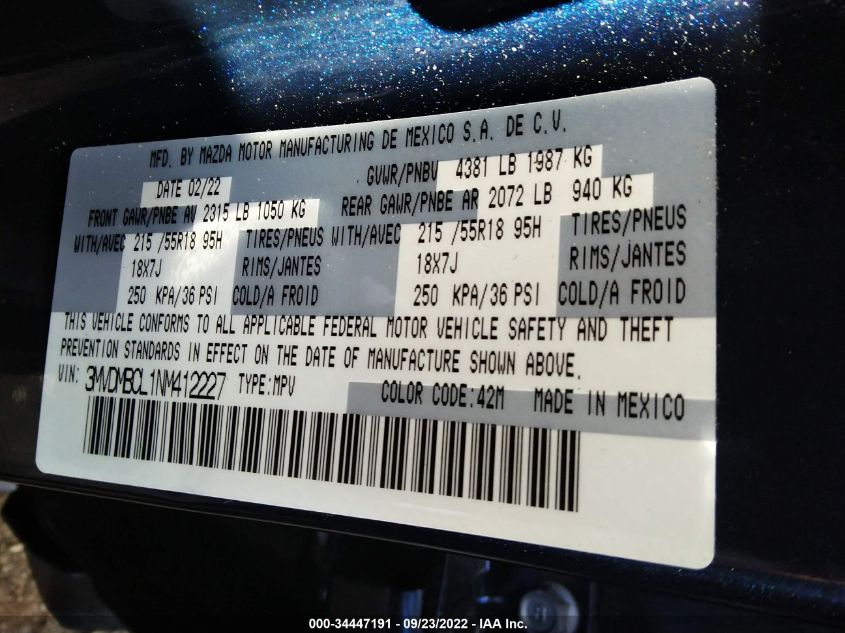 MFD. BY MAZDA MOTOR MANUFACTURING DE MEXICO S.A. DE C.V.
DATE 02/22 GVWR/PNBV 4381 LB 1987 KG
FRONT GAWR/PNBE AV 2315 LB 1050 KG REAR GAWR/PNBE AR 2072 LB 940 KG
WITH/AVEC 215 /55R18 95H TIRES/PNEUS WITH/AVEC 215 /55R18 95H TIRES/PNEUS
18X7J RIMS/JANTES 18X7J RIMS/JANTES
250 KPA/36 PSI COLD/A FROID 250 KPA/36 PSI COLD/A FROID
THIS VEHICLE CONFORMS TO ALL APPLICABLE FEDERAL MOTOR VEHICLE SAFETY AND THEFT
PREVENTION STANDARDS IN EFFECT ON THE DATE OF MANUFACTURE SHOWN ABOVE.
VIN: 3MVDMBCL1NM412227 TYPE:MPV COLOR CODE:42M MADE IN MEXICO
000-34447191 - 09/23/2022 - IAA Inc.